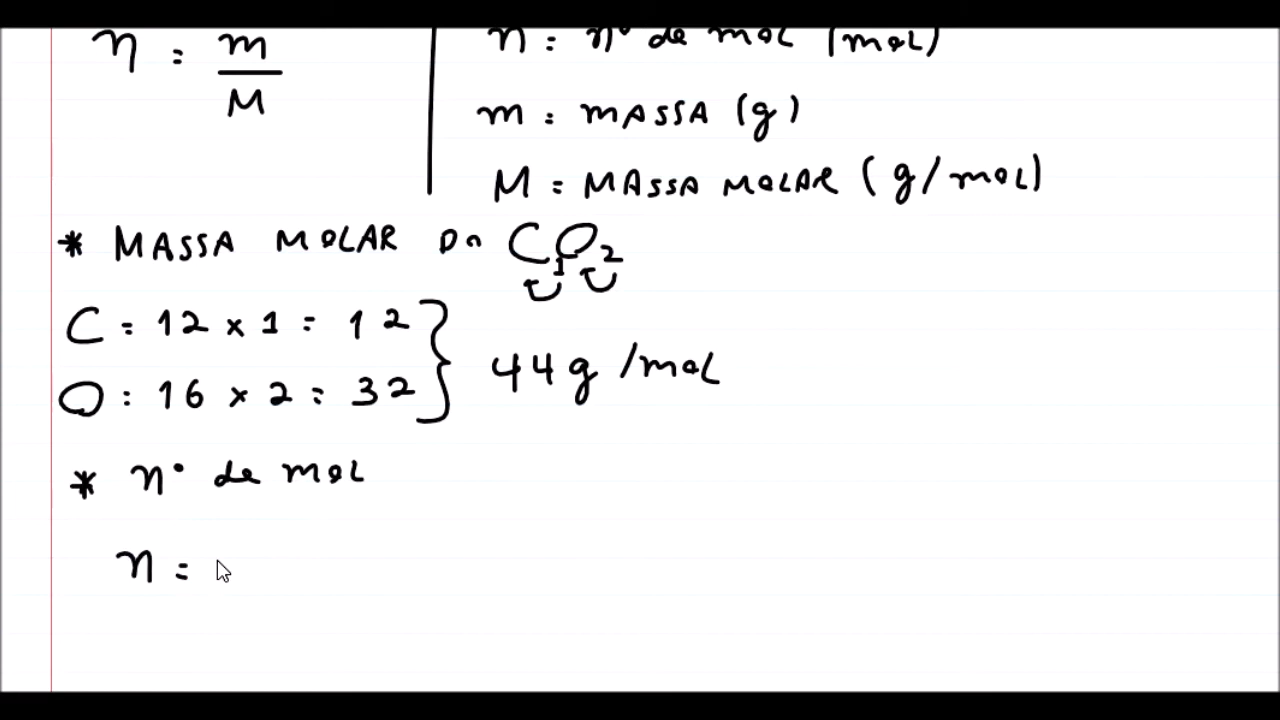 n = m/M
n = nº de mol (mol)
m = MASSA (g)
M = MASSA MOLAR (g/mol)
* MASSA MOLAR DO C1O2
C = 12 x 1 = 12
O = 16 x 2 = 32
44g/mol
* nº de mol
n =